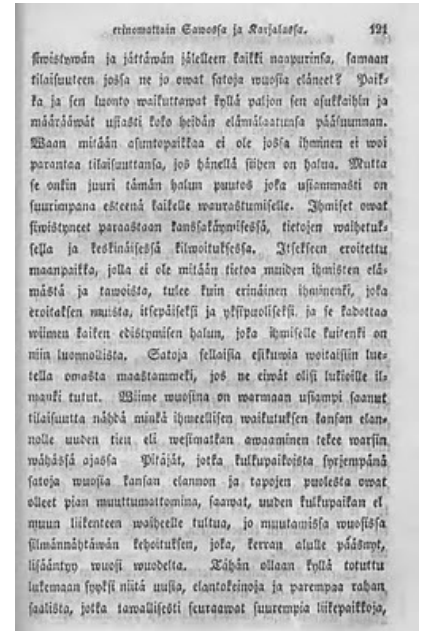 erinomattain Sawossa ja Karjalassa. 191
siwistywän ja jättäwän jälelleen kaikki naapurinsa, samaan
tilaisuuteen jossa ne jo owat satoja wuosia eläneet? Paik-
ka ja sen luonto waikuttawat kyllä paljon sen asukkaihin ja
määrääwät usiasti koko heidän elämälaatunsa pääsuunnan.
Waan mitään asuntopaikkaa ei ole jossa ihminen ei woi
parantaa tilaisuuttansa, jos hänellä siihen on halua. Mutta
se onkin juuri tämän halun puutos joka usiammasti on
suurimpana esteenä kaikelle waurastumiselle. Ihmiset owat
siwistyneet paraastaan kanssakäymisessä, tietojen waihetuk-
sella ja keskinäisessä kilwoituksessa. Itsekseen eroitettu
maanpaikka, jolla ei ole mitään tietoa muiden ihmisten elä-
mästä ja tawoista, tulee kuin erinäinen ihminenki, joka
eroitaksen muista, itsepäiseksi ja yksipuoliseksi, ja se kadottaa
wiimen kaiken edistymisen halun, joka ihmiselle kuitenki on
niin luonnollista. Satoja sellaisia esikuwia woitaisiin lue-
tella omasta maastammeki, jos ne eiwät olisi lukioille il-
manki tutut. Wiime wuosina on warmaan usiampi saanut
tilaisuutta nähdä minkä ihmeellisen waikutuksen kansan elan-
nolle uuden tien eli wesimatkan awaaminen tekee warsin
wähässä ajassa Pitäjät, jotka kulkupaikoista syrjempänä
satoja wuosia kansan elannon ja tapojen puolesta owat
olleet pian muuttumattomina, saawat, uuden kulkupaikan el
muun liikenteen waiheelle tultua, jo muutamissa wuosissa
silmännähtäwän kehoituksen, joka, kerran alulle päässyt,
lisääntyy wuosi wuodelta. Tähän ollaan kyllä totuttu
lukemaan syyksi niitä uusia, elantokeinoja ja parempaa rahan
saalista, jotka tawallisesti seuraawat suurempia liikepaikkoja,